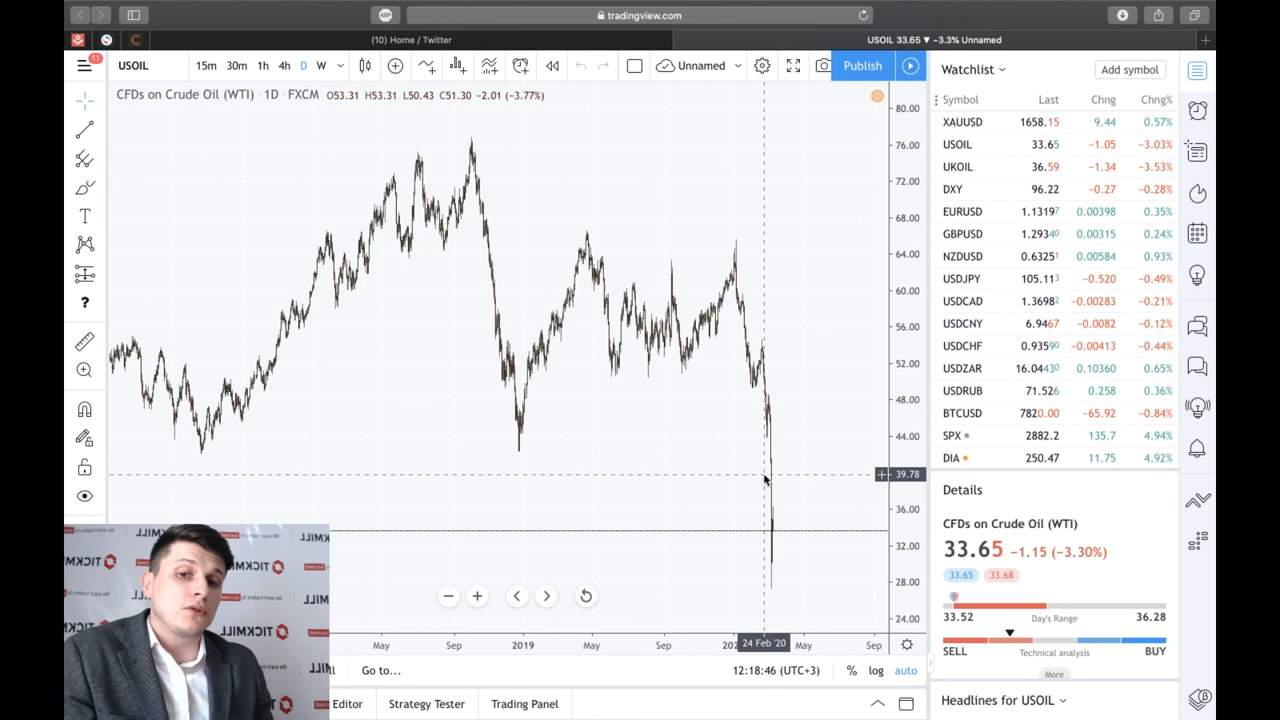 ABP
tradingview.com
(10) Home / Twitter
USOIL 33.65 ▼ −3.3% Unnamed
11
USOIL
15m 30m 1h 4h D W
Unnamed
Publish
Watchlist
Add symbol
CFDs on Crude Oil (WTI) · 1D · FXCM O53.31 H53.31 L50.43 C51.30 −2.01 (−3.77%)
Symbol Last Chng Chng%
XAUUSD 1658.15 9.44 0.57%
USOIL 33.65 −1.05 −3.03%
UKOIL 36.59 −1.34 −3.53%
DXY 96.22 −0.27 −0.28%
EURUSD 1.13197 0.00398 0.35%
GBPUSD 1.29340 0.00315 0.24%
NZDUSD 0.63251 0.00584 0.93%
USDJPY 105.113 −0.520 −0.49%
USDCAD 1.36982 −0.00283 −0.21%
USDCNY 6.9467 −0.0082 −0.12%
USDCHF 0.93590 −0.00413 −0.44%
USDZAR 16.04430 0.10360 0.65%
USDRUB 71.526 0.258 0.36%
BTCUSD 7820.00 −65.92 −0.84%
SPX 2882.2 135.7 4.94%
DIA 250.47 11.75 4.92%
80.00
76.00
72.00
68.00
64.00
60.00
56.00
52.00
48.00
44.00
39.78
36.00
32.00
28.00
24.00
Details
CFDs on Crude Oil (WTI)
33.65 −1.15 (−3.30%)
33.65 33.68
33.52 Day's Range 36.28
SELL Technical analysis BUY
More
Headlines for USOIL
TICKMILL
TICKMILL
TICKMILL
May Sep 2019 May Sep 24 Feb '20 May Sep
Go to...
12:18:46 (UTC+3)
% log auto
Editor
Strategy Tester
Trading Panel